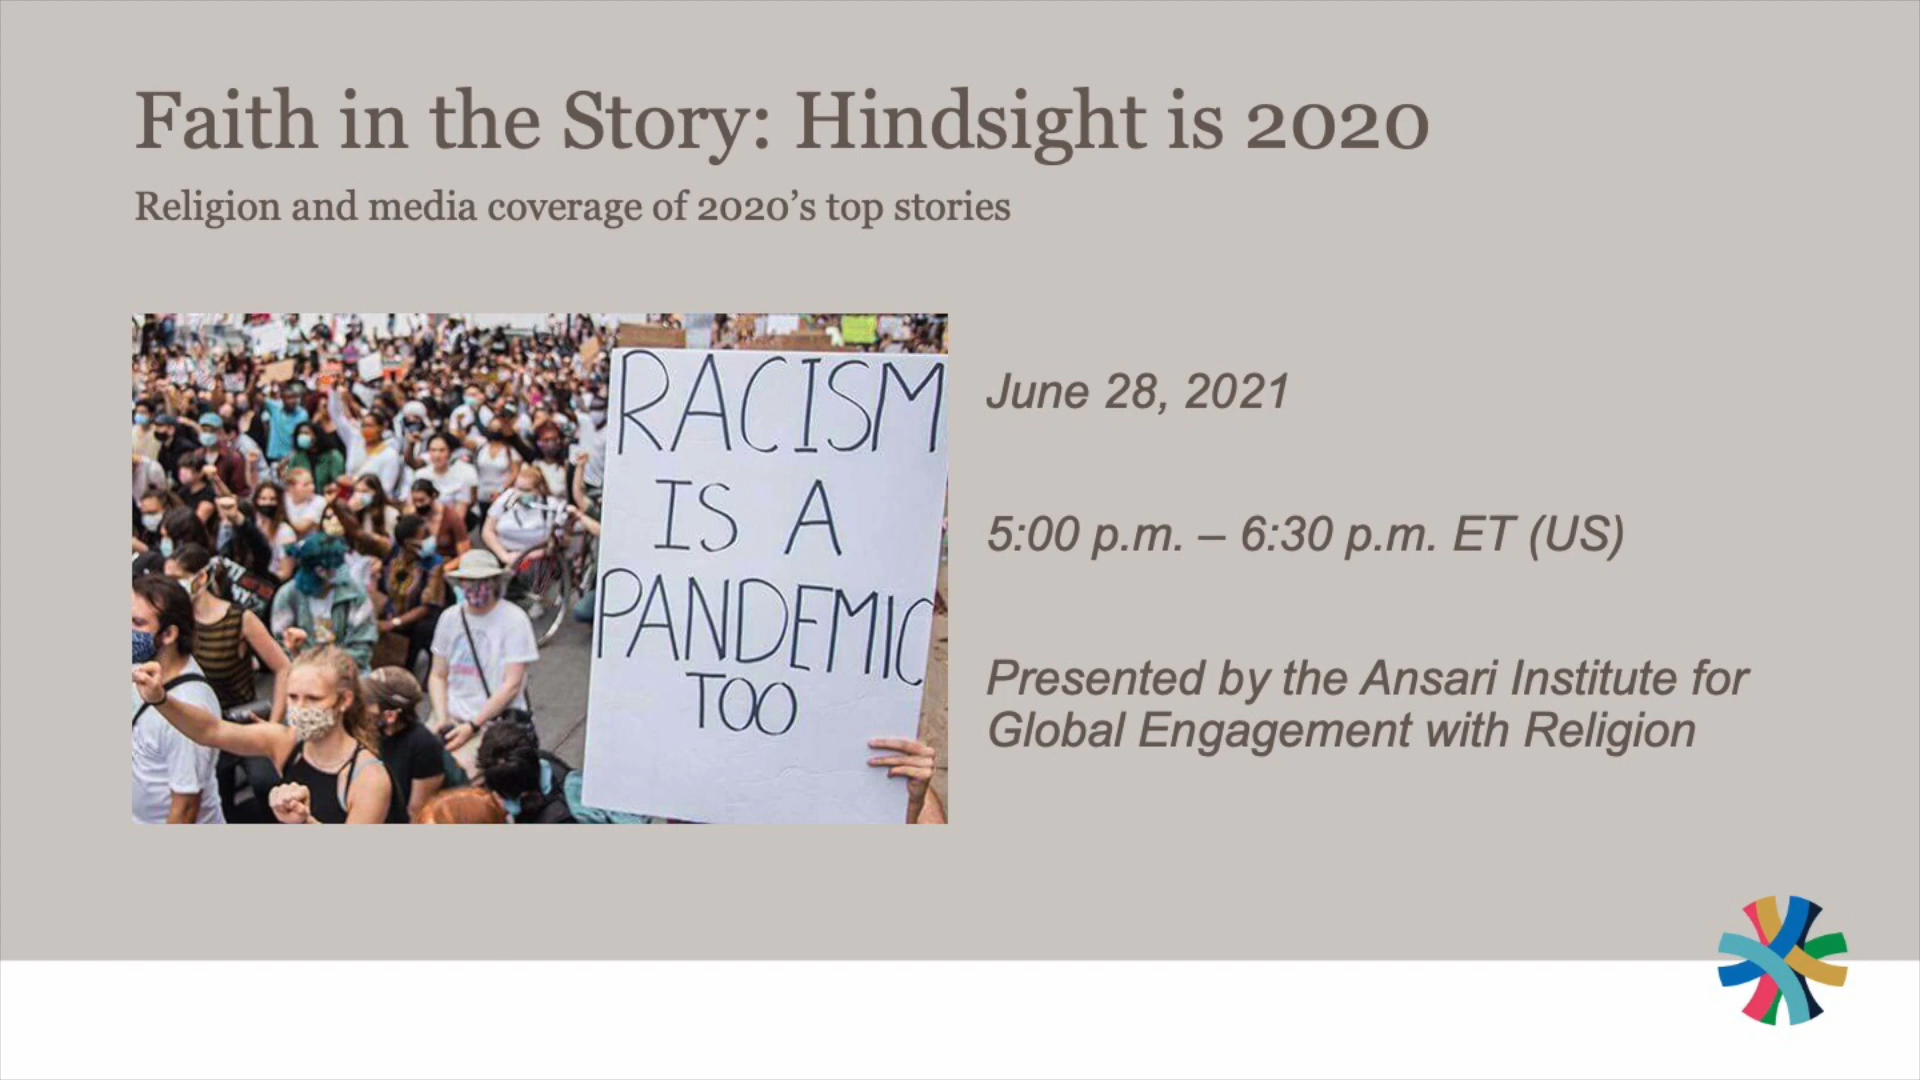 Faith in the Story: Hindsight is 2020
Religion and media coverage of 2020’s top stories
RACISM
IS A
PANDEMIC
TOO
June 28, 2021
5:00 p.m. – 6:30 p.m. ET (US)
Presented by the Ansari Institute for
Global Engagement with Religion